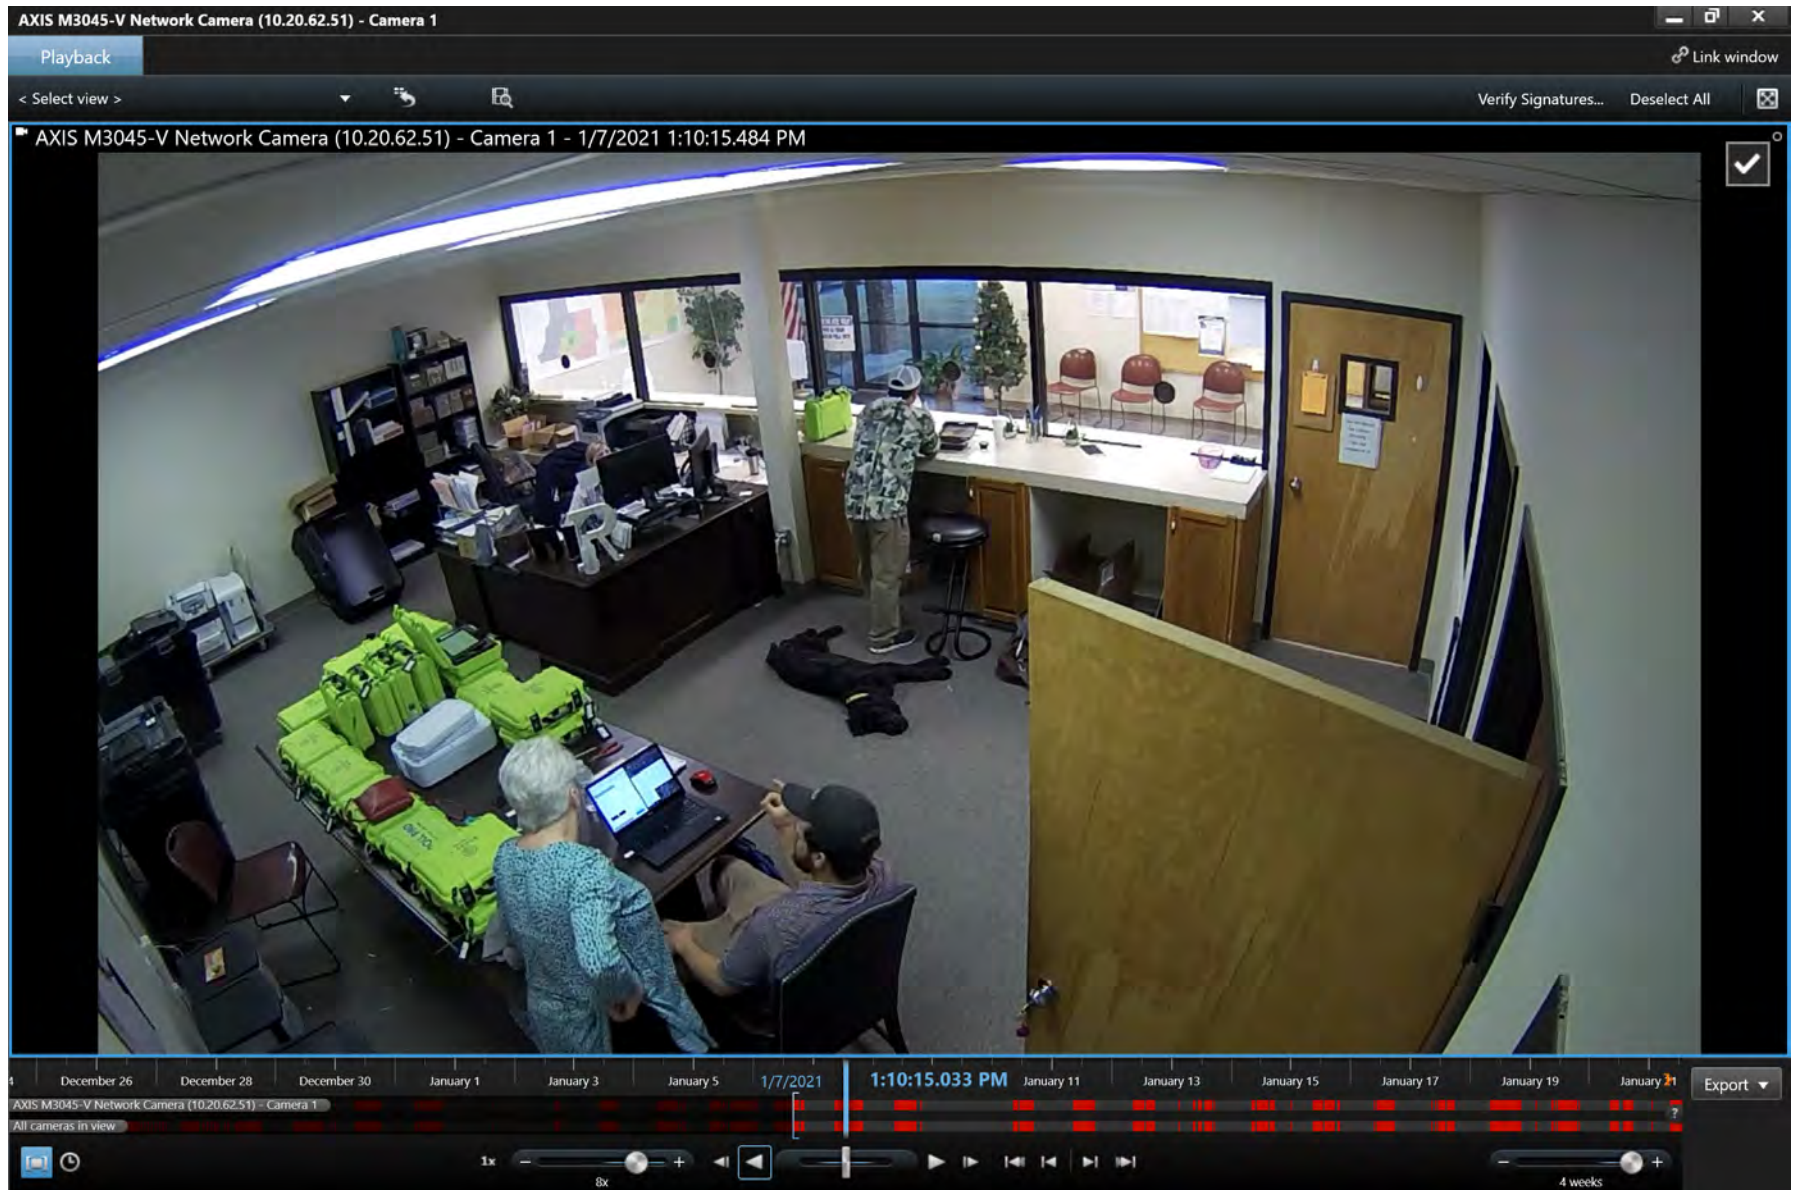 AXIS M3045-V Network Camera (10.20.62.51) - Camera 1
Playback
Link window
< Select view >
Verify Signatures...
Deselect All
AXIS M3045-V Network Camera (10.20.62.51) - Camera 1 - 1/7/2021 1:10:15.484 PM
R
December 26
December 28
December 30
January 1
January 3
January 5
1/7/2021
1:10:15.033 PM
January 11
January 13
January 15
January 17
January 19
Export
AXIS M3045-V Network Camera (10.20.62.51) - Camera 1
?
All cameras in view
1x
8x
4 weeks